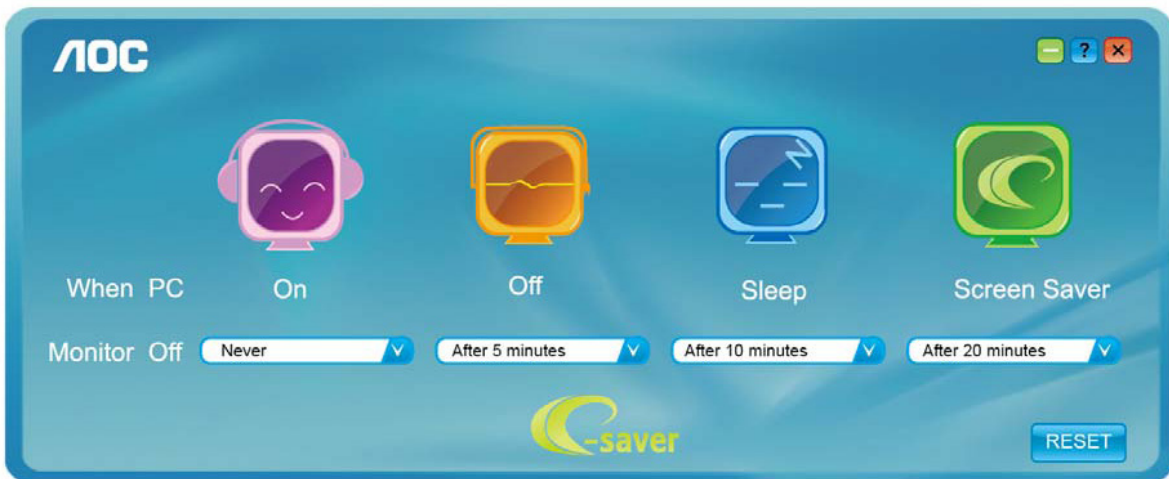 AOC
?
When PC On Off Sleep Screen Saver
Monitor Off Never After 5 minutes After 10 minutes After 20 minutes
e-saver
RESET